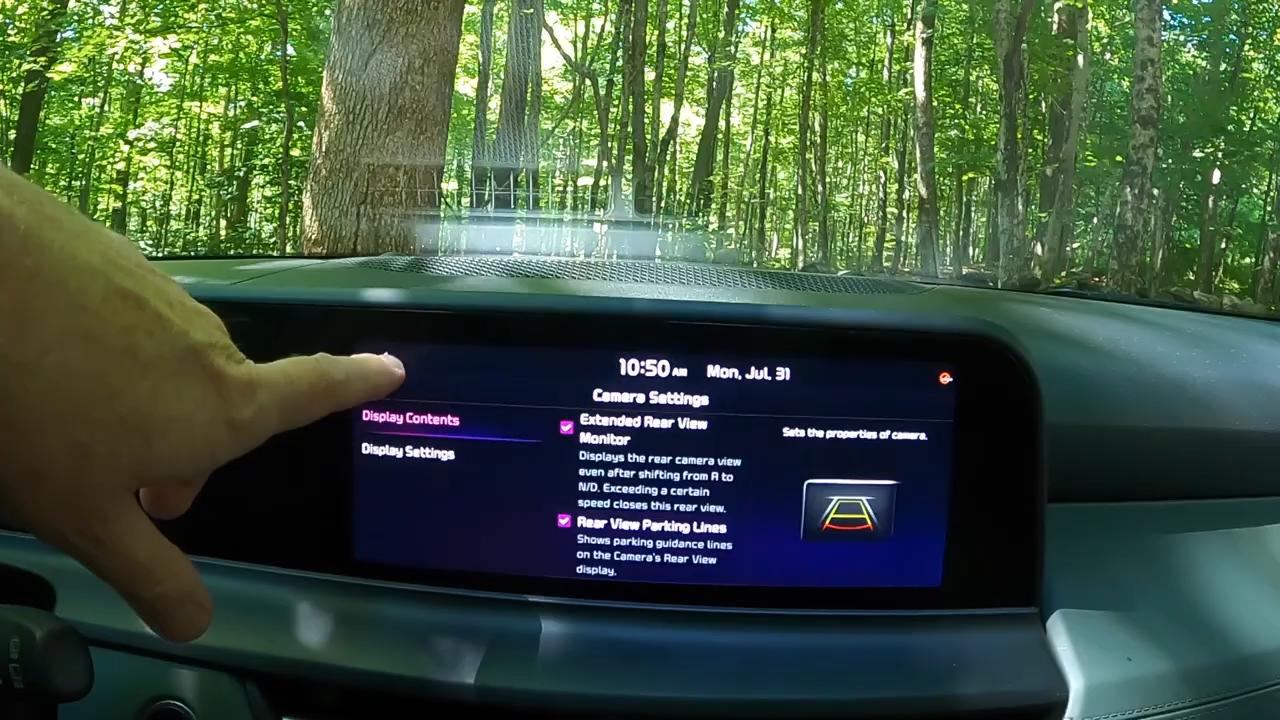 10:50 AM Mon, Jul. 31
Camera Settings
Display Contents
Display Settings
Extended Rear View
Monitor
Displays the rear camera view
even after shifting from R to
N/D. Exceeding a certain
speed closes this rear view.
Rear View Parking Lines
Shows parking guidance lines
on the Camera's Rear View
display.
Sets the properties of camera.